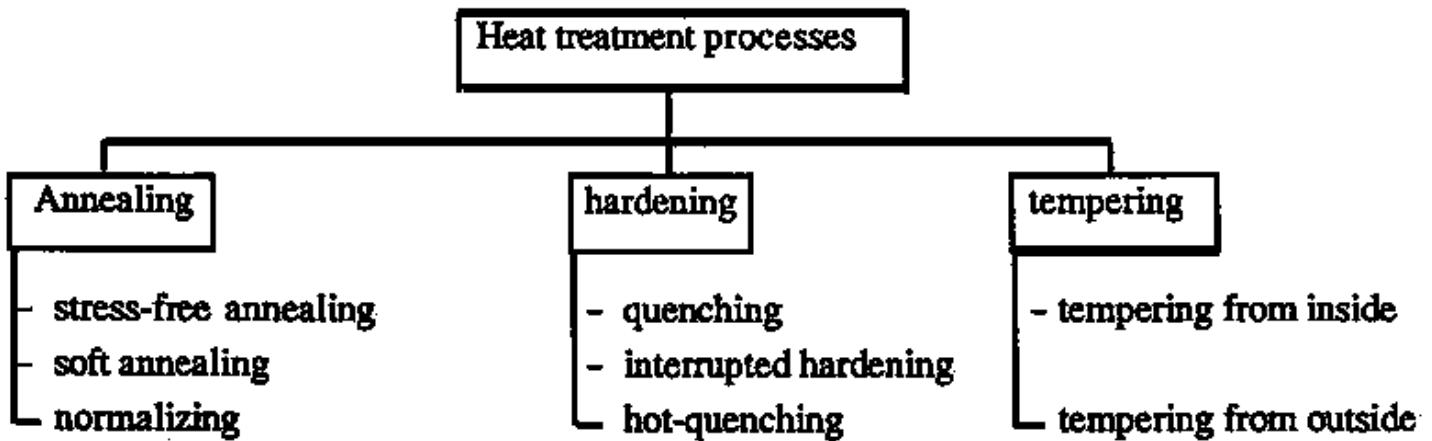 Heat treatment processes
Annealing
- stress-free annealing
- soft annealing
normalizing
hardening
- quenching
- interrupted hardening
hot-quenching
tempering
- tempering from inside
tempering from outside